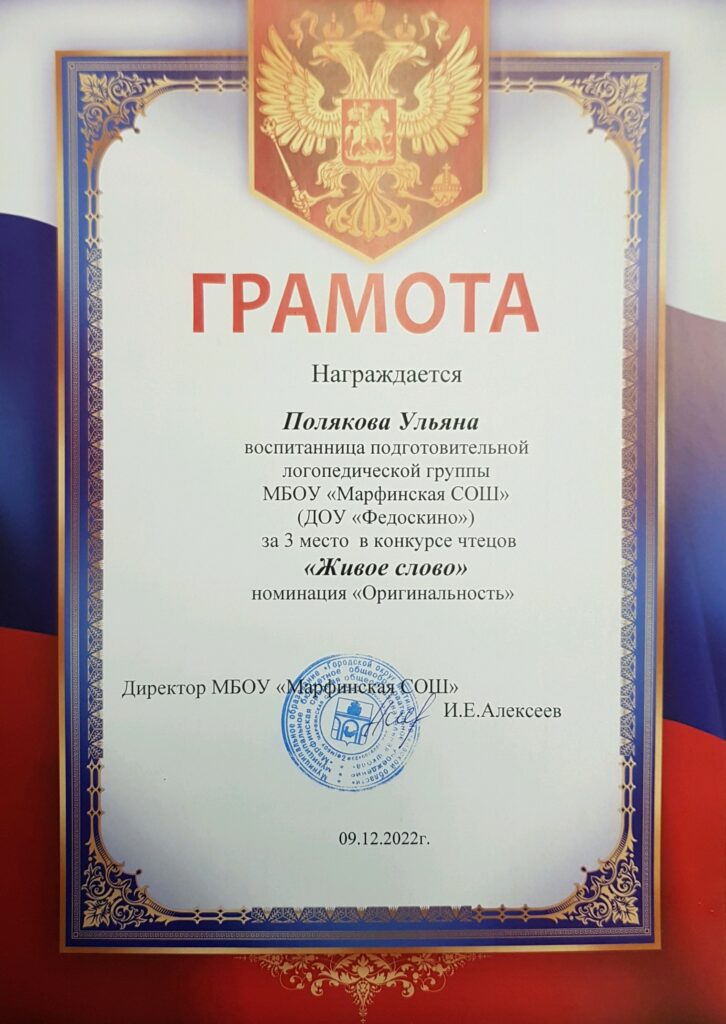 ГРАМОТА
Награждается
Полякова Ульяна
воспитанница подготовительной
логопедической группы
МБОУ «Марфинская СОШ»
(ДОУ «Федоскино»)
за 3 место в конкурсе чтецов
«Живое слово»
номинация «Оригинальность»
Директор МБОУ «Марфинская СОШ»
И.Е.Алексеев
09.12.2022г.